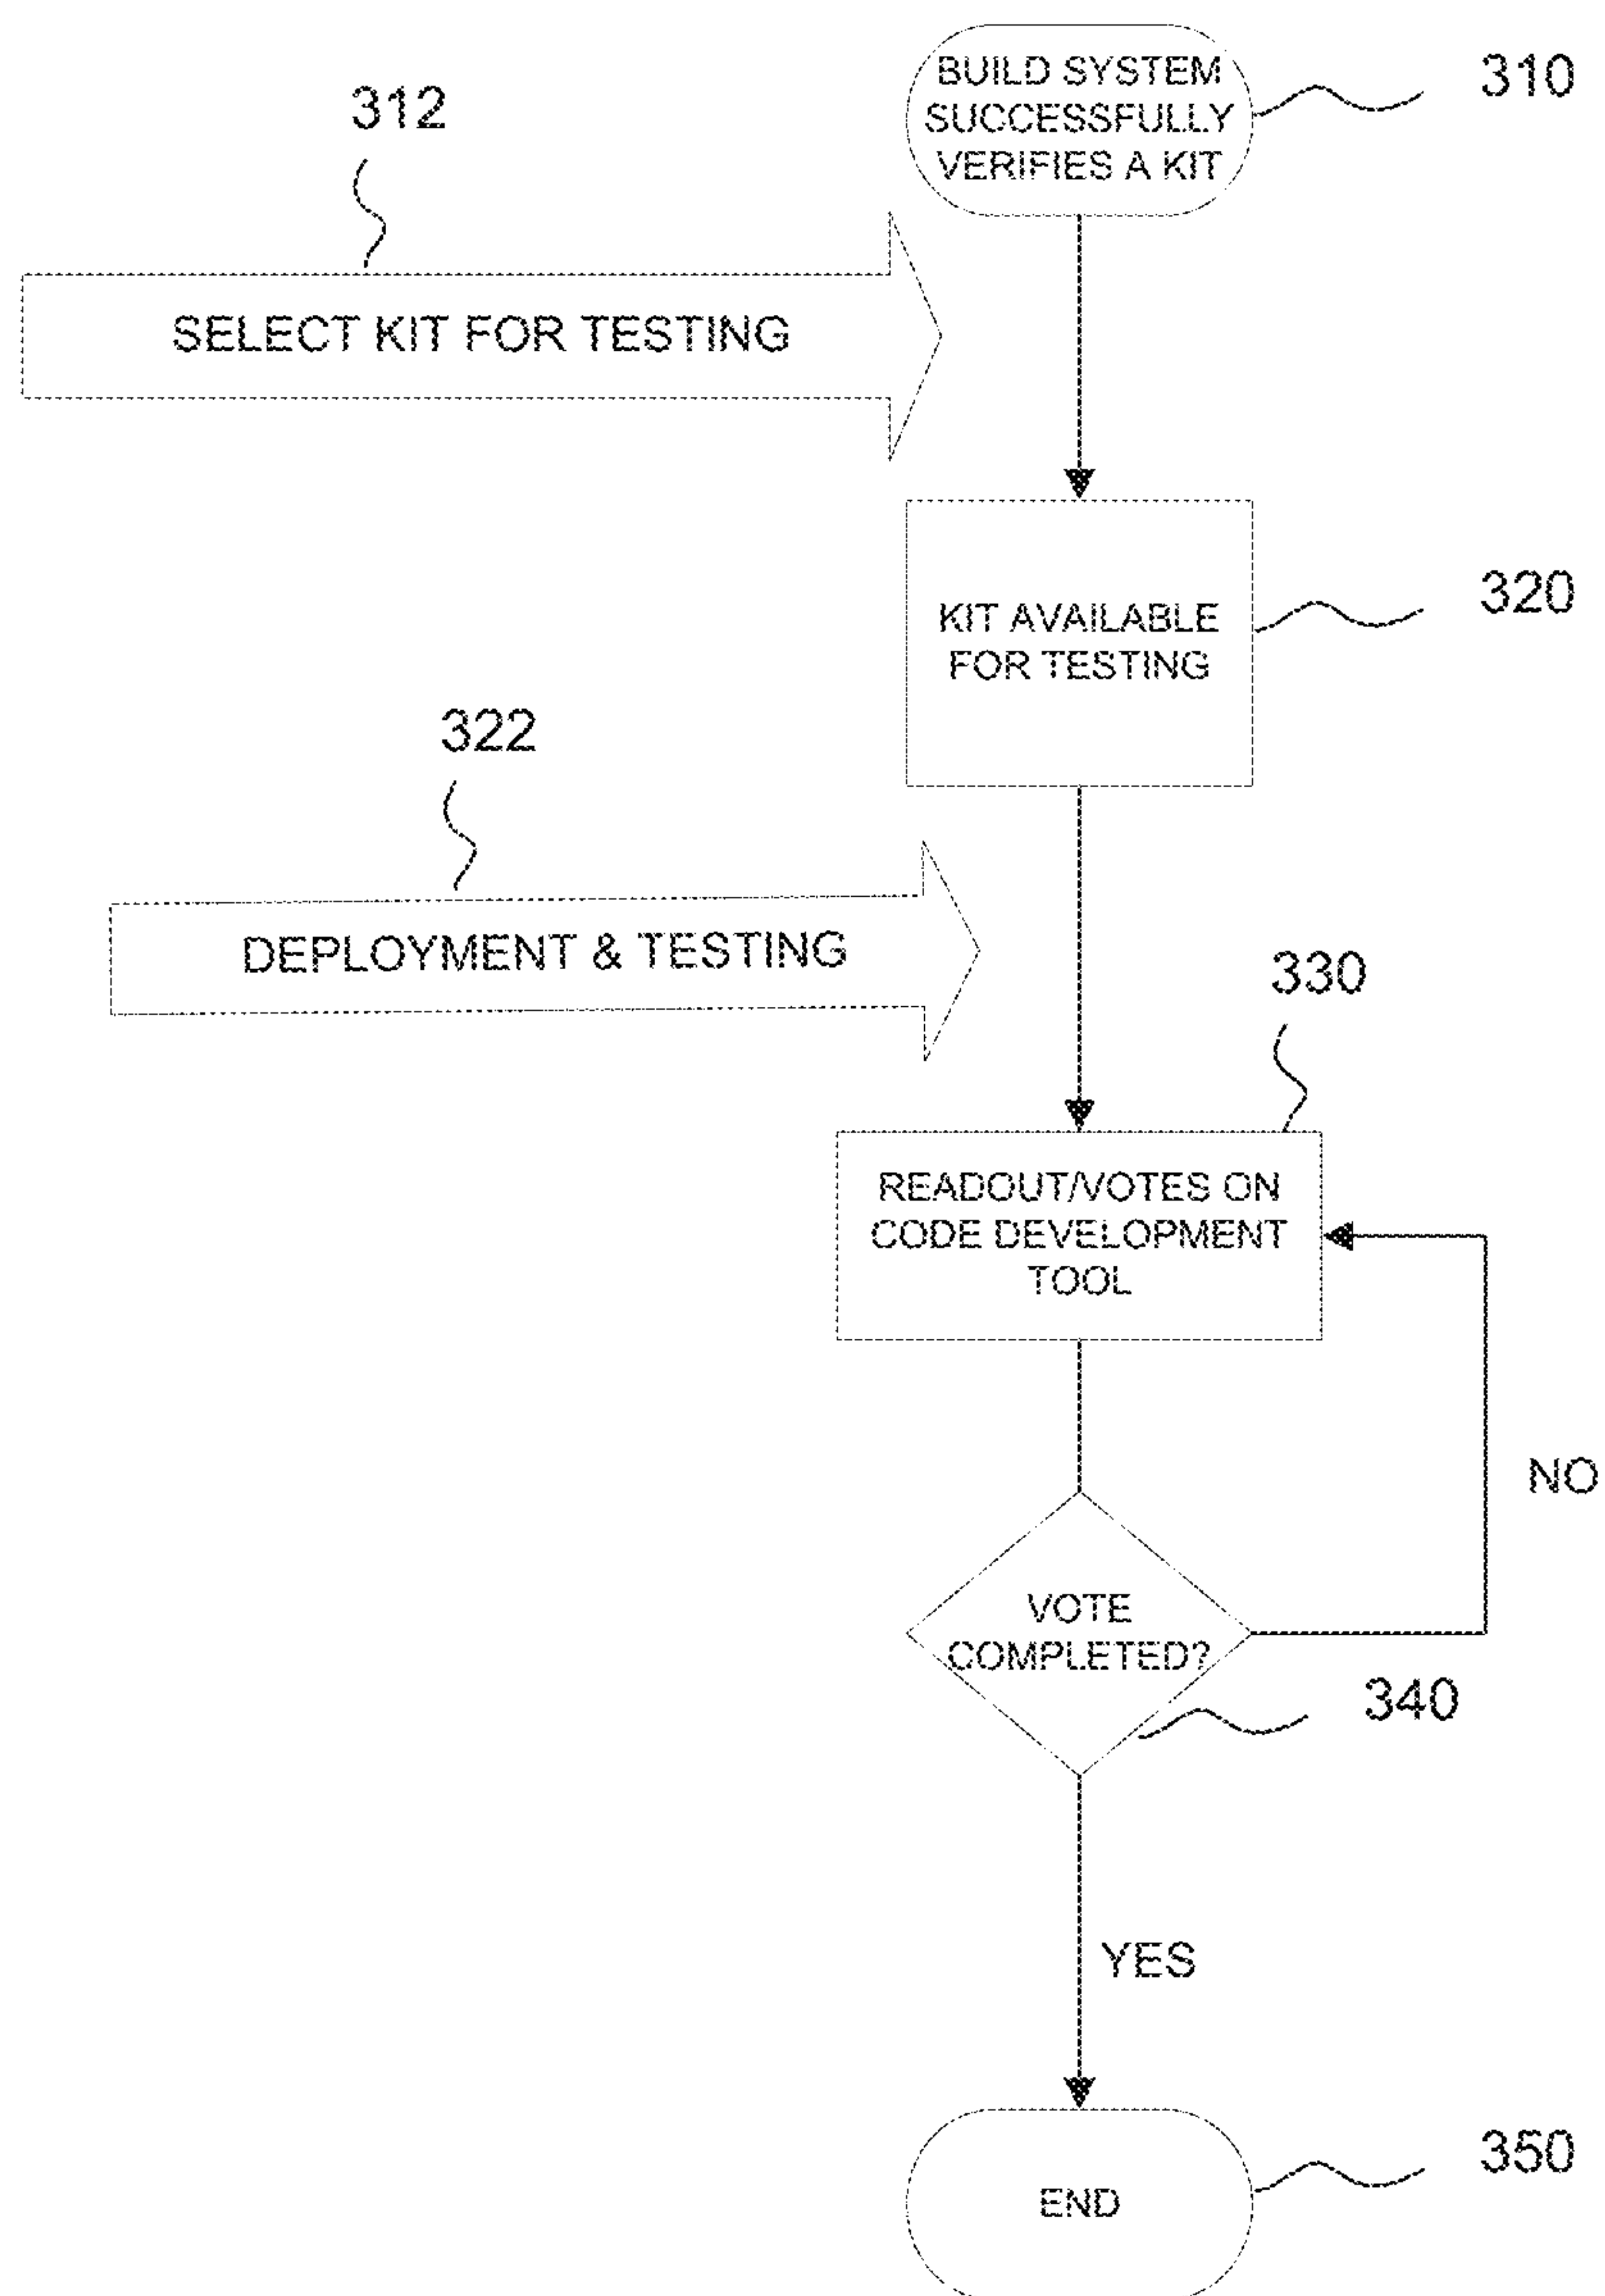 310
BUILD SYSTEM
SUCCESSFULLY
VERIFIES A KIT
312
SELECT KIT FOR TESTING
320
KIT AVAILABLE
FOR TESTING
322
DEPLOYMENT & TESTING
330
READOUT/VOTES ON
CODE DEVELOPMENT
TOOL
NO
VOTE
COMPLETED?
340
YES
350
END